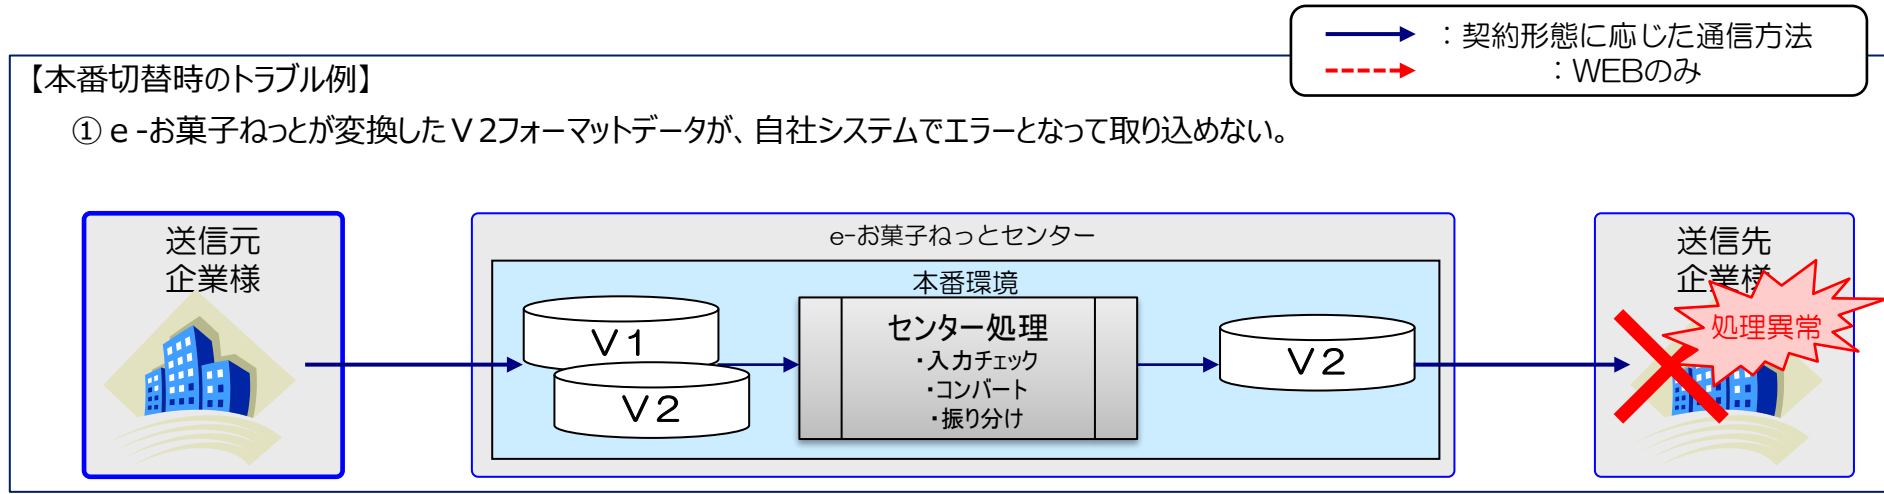 ：契約形態に応じた通信方法
：WEBのみ
【本番切替時のトラブル例】
① e -お菓子ねっとが変換したＶ2フォーマットデータが、自社システムでエラーとなって取り込めない。
送信元
企業様
e-お菓子ねっとセンター
本番環境
Ｖ１
Ｖ２
センター処理
・入力チェック
・コンバート
・振り分け
Ｖ２
送信先
企業様
処理異常